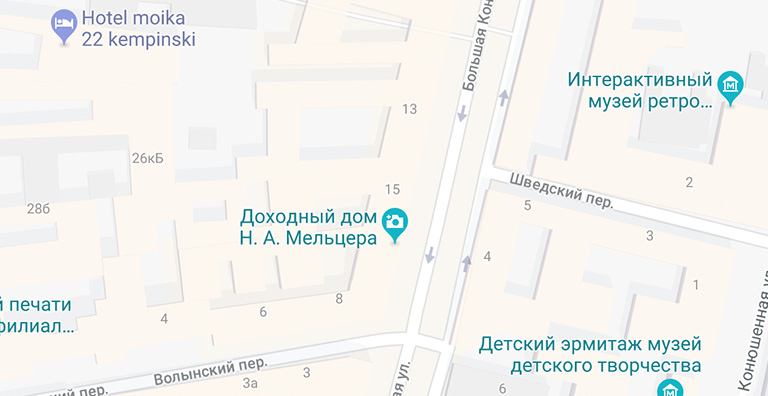 Hotel moika
22 kempinski
Большая Кон
Интерактивный
музей ретро...
13
26кБ
15
2
Шведский пер.
28б
Доходный дом
Н. А. Мельцера
5
3
4
1
й печати
филиал...
4
6
8
Детский эрмитаж музей
детского творчества
Конюшенная ул
Волынский пер.
ский пер.
3а
3
ая ул.
6